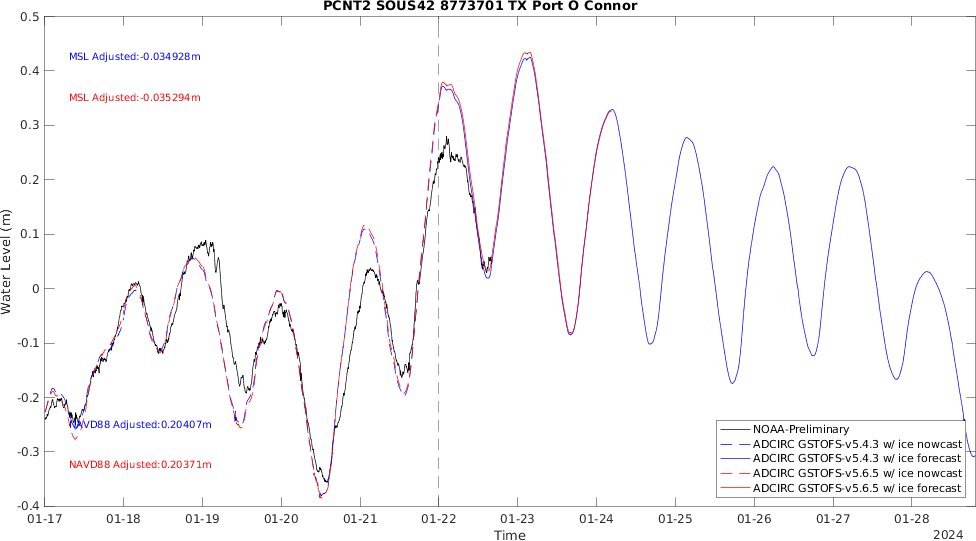 PCNT2 SOUS42 8773701 TX Port O Connor
0.5
0.4
0.3
0.2
0.1
0
-0.1
-0.2
-0.3
-0.4
Water Level (m)
MSL Adjusted:-0.034928m
MSL Adjusted:-0.035294m
NAVD88 Adjusted:0.20407m
NAVD88 Adjusted:0.20371m
NOAA-Preliminary
ADCIRC GSTOFS-v5.4.3 w/ ice nowcast
ADCIRC GSTOFS-v5.4.3 w/ ice forecast
ADCIRC GSTOFS-v5.6.5 w/ ice nowcast
ADCIRC GSTOFS-v5.6.5 w/ ice forecast
01-17 01-18 01-19 01-20 01-21 01-22 01-23 01-24 01-25 01-26 01-27 01-28
Time
2024